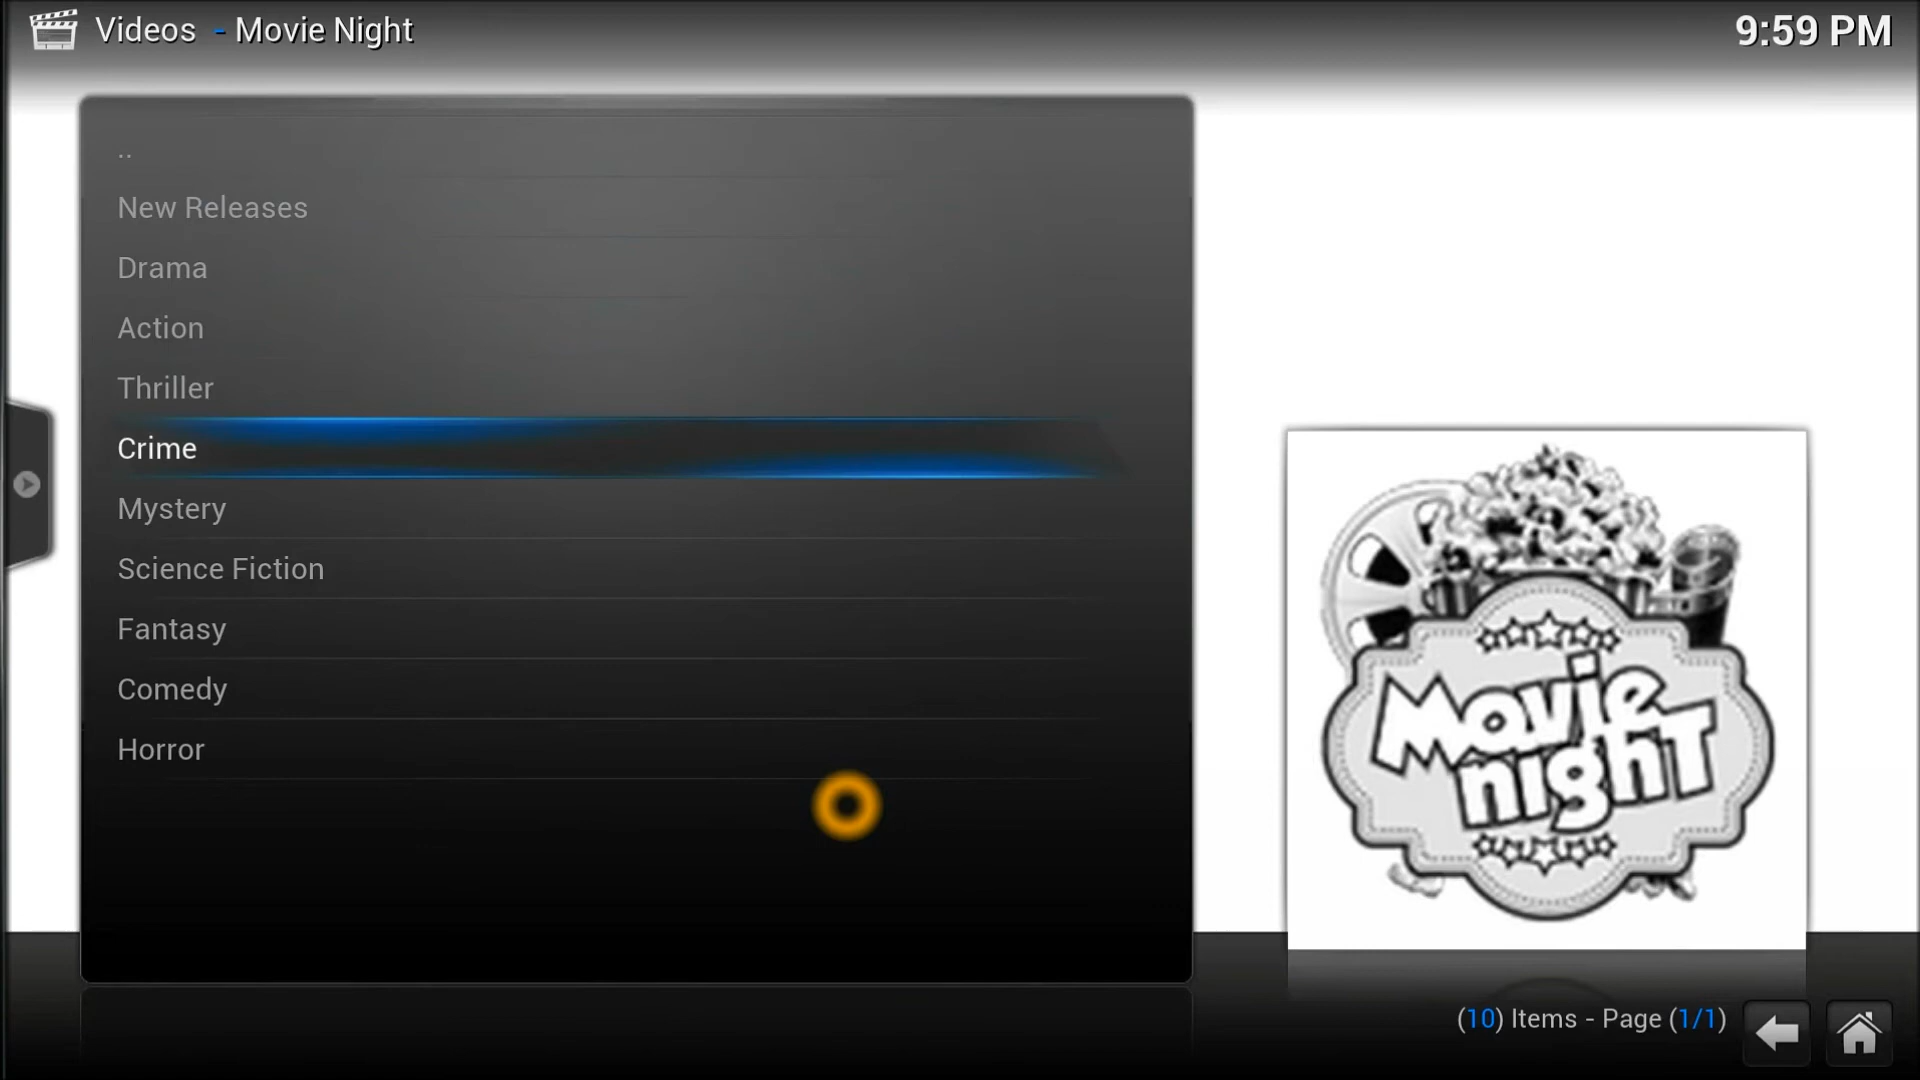 Videos - Movie Night
9:59 PM
..
New Releases
Drama
Action
Thriller
Crime
Mystery
Science Fiction
Fantasy
Comedy
Horror
Movie
nighT
(10) Items - Page (1/1)